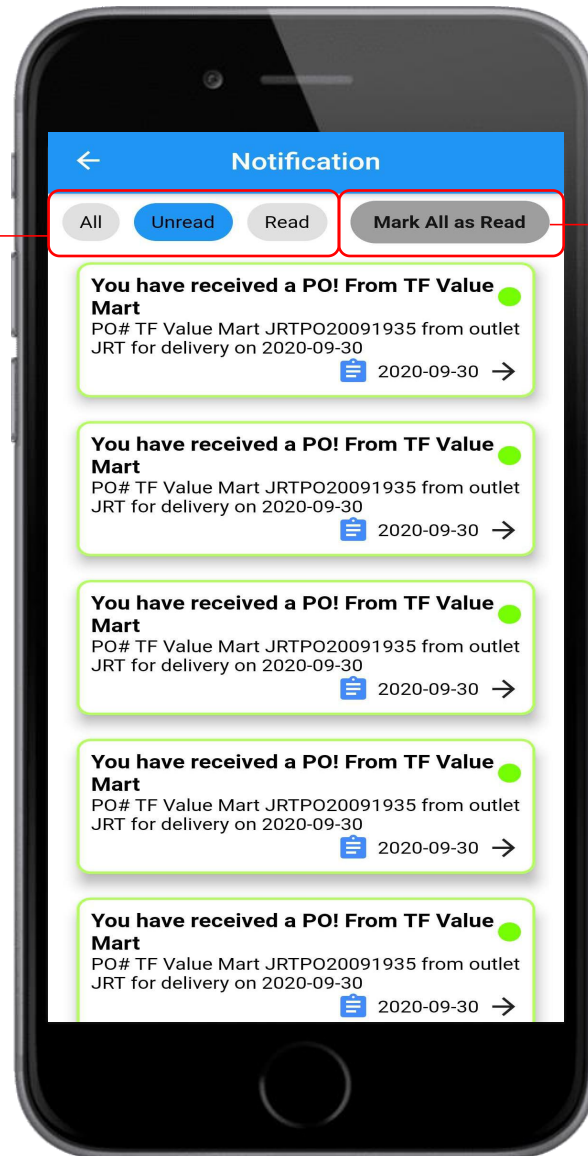 Notification
All Unread Read Mark All as Read
You have received a PO! From TF Value
Mart
PO# TF Value Mart JRTPO20091935 from outlet
JRT for delivery on 2020-09-30
2020-09-30
You have received a PO! From TF Value
Mart
PO# TF Value Mart JRTPO20091935 from outlet
JRT for delivery on 2020-09-30
2020-09-30
You have received a PO! From TF Value
Mart
PO# TF Value Mart JRTPO20091935 from outlet
JRT for delivery on 2020-09-30
2020-09-30
You have received a PO! From TF Value
Mart
PO# TF Value Mart JRTPO20091935 from outlet
JRT for delivery on 2020-09-30
2020-09-30
You have received a PO! From TF Value
Mart
PO# TF Value Mart JRTPO20091935 from outlet
JRT for delivery on 2020-09-30
2020-09-30